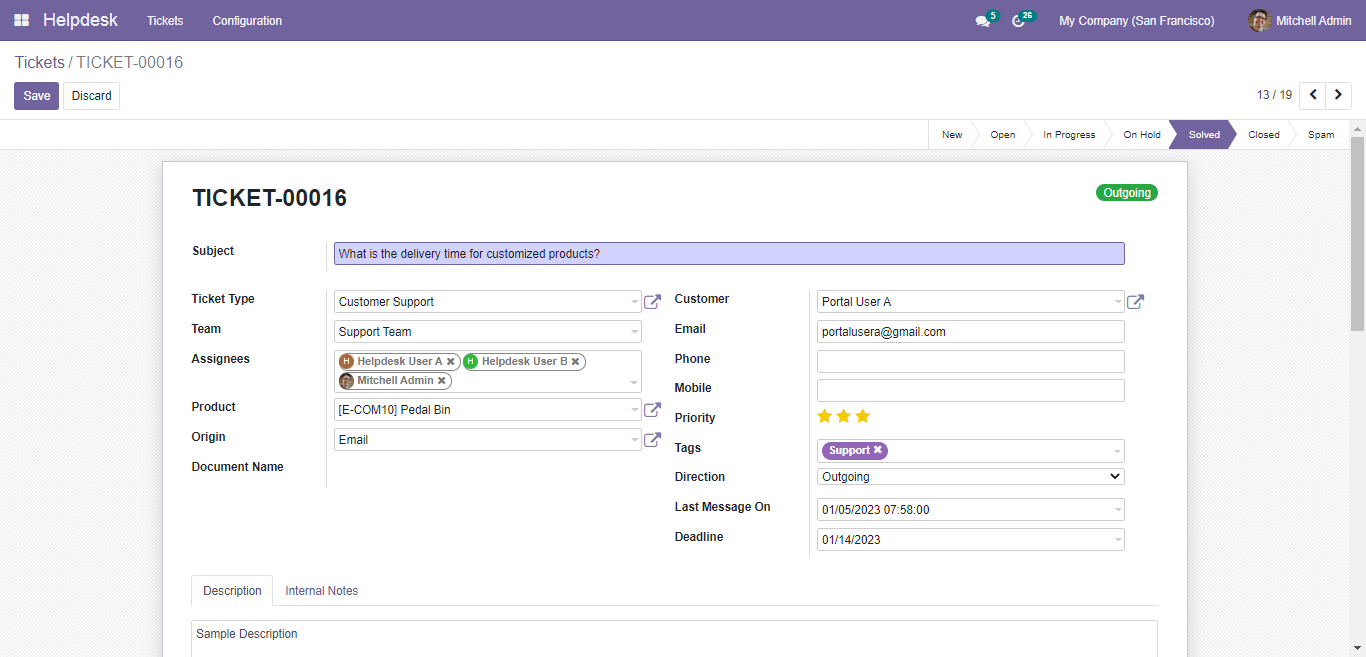 Helpdesk Tickets Configuration 5 26 My Company (San Francisco) Mitchell Admin
Tickets / TICKET-00016
Save Discard 13 / 19
New Open In Progress On Hold Solved Closed Spam
TICKET-00016 Outgoing
Subject What is the delivery time for customized products?
Ticket Type Customer Support
Team Support Team
Assignees H Helpdesk User A ✖ H Helpdesk User B ✖
Mitchell Admin ✖
Product [E-COM10] Pedal Bin
Origin Email
Document Name
Customer Portal User A
Email portalusera@gmail.com
Phone
Mobile
Priority
Tags Support ✖
Direction Outgoing
Last Message On 01/05/2023 07:58:00
Deadline 01/14/2023
Description Internal Notes
Sample Description